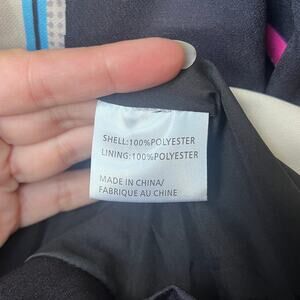 SHELL:100%POLYESTER
LINING:100%POLYESTER
MADE IN CHINA/
FABRIQUE AU CHINE